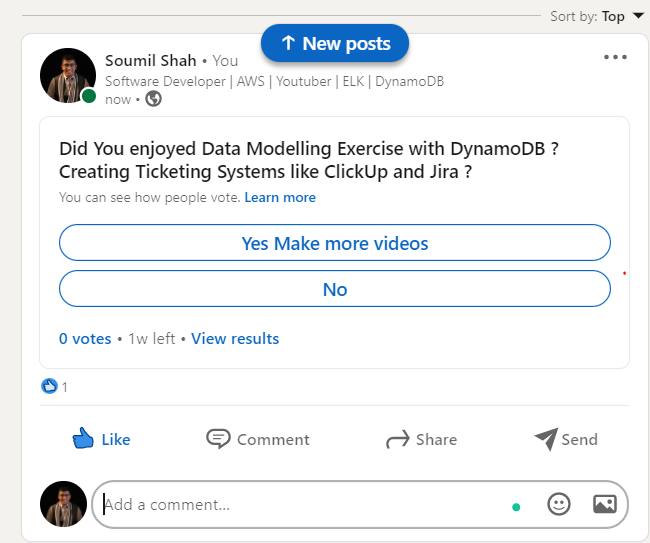 Sort by: Top
↑ New posts
Soumil Shah • You
Software Developer | AWS | Youtuber | ELK | DynamoDB
now •
Did You enjoyed Data Modelling Exercise with DynamoDB ?
Creating Ticketing Systems like ClickUp and Jira ?
You can see how people vote. Learn more
Yes Make more videos
No
0 votes • 1w left • View results
1
Like Comment Share Send
Add a comment...